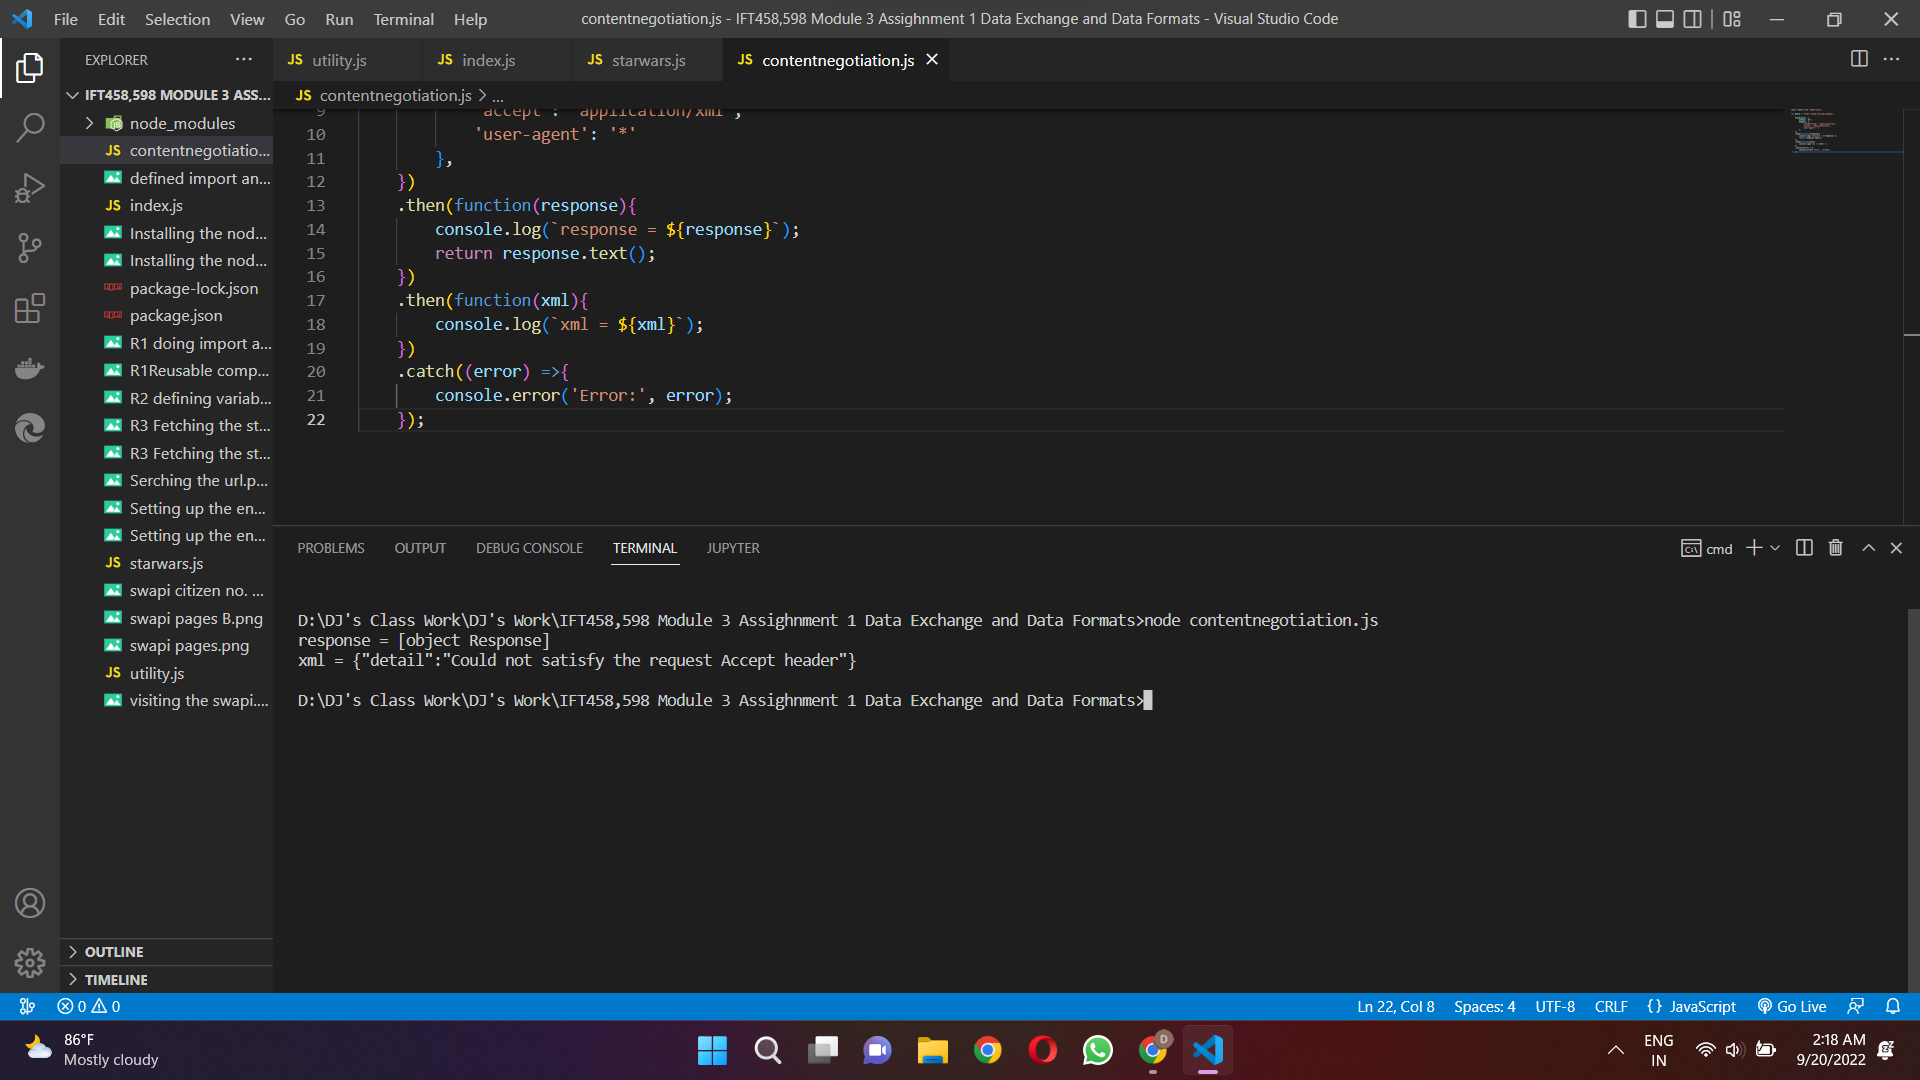 File Edit Selection View Go Run Terminal Help
contentnegotiation.js - IFT458,598 Module 3 Assighnment 1 Data Exchange and Data Formats - Visual Studio Code
EXPLORER
JS utility.js
JS index.js
JS starwars.js
JS contentnegotiation.js
JS contentnegotiation.js > ...
IFT458,598 MODULE 3 ASS...
node_modules
JS contentnegotiatio...
defined import an...
JS index.js
Installing the nod...
Installing the nod...
package-lock.json
package.json
R1 doing import a...
R1Reusable comp...
R2 defining variab...
R3 Fetching the st...
R3 Fetching the st...
Serching the url.p...
Setting up the en...
Setting up the en...
JS starwars.js
swapi citizen no. ...
swapi pages B.png
swapi pages.png
JS utility.js
visiting the swapi....
OUTLINE
TIMELINE
9 'accept': 'application/xml',
10 'user-agent': '*'
11 },
12 })
13 .then(function(response){
14 console.log(`response = ${response}`);
15 return response.text();
16 })
17 .then(function(xml){
18 console.log(`xml = ${xml}`);
19 })
20 .catch((error) =>{
21 console.error('Error:', error);
22 });
PROBLEMS OUTPUT DEBUG CONSOLE TERMINAL JUPYTER
cmd
D:\DJ's Class Work\DJ's Work\IFT458,598 Module 3 Assighnment 1 Data Exchange and Data Formats>node contentnegotiation.js
response = [object Response]
xml = {"detail":"Could not satisfy the request Accept header"}
D:\DJ's Class Work\DJ's Work\IFT458,598 Module 3 Assighnment 1 Data Exchange and Data Formats>
0 0
Ln 22, Col 8 Spaces: 4 UTF-8 CRLF {} JavaScript Go Live
86°F
Mostly cloudy
D
ENG
IN
2:18 AM
9/20/2022